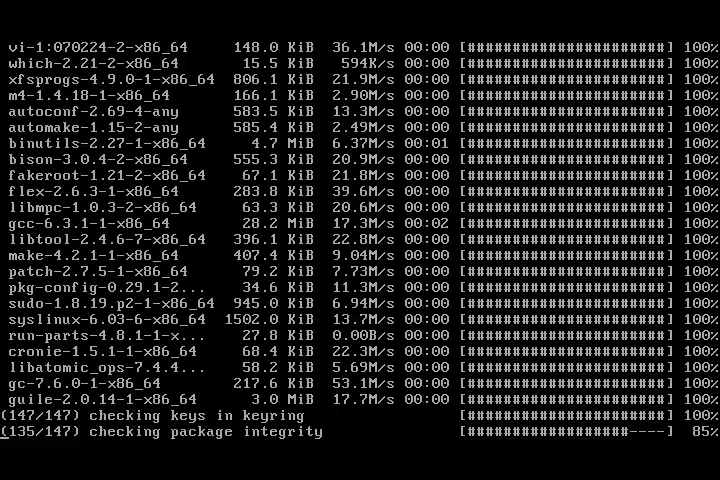 vi-1:070224-2-x86_64 148.0 KiB 36.1M/s 00:00 [######################] 100%
which-2.21-2-x86_64 15.5 KiB 594K/s 00:00 [######################] 100%
xfsprogs-4.9.0-1-x86_64 806.1 KiB 21.9M/s 00:00 [######################] 100%
m4-1.4.18-1-x86_64 166.1 KiB 2.90M/s 00:00 [######################] 100%
autoconf-2.69-4-any 583.5 KiB 13.3M/s 00:00 [######################] 100%
automake-1.15-2-any 585.4 KiB 2.49M/s 00:00 [######################] 100%
binutils-2.27-1-x86_64 4.7 MiB 6.37M/s 00:01 [######################] 100%
bison-3.0.4-2-x86_64 555.3 KiB 20.9M/s 00:00 [######################] 100%
fakeroot-1.21-2-x86_64 67.1 KiB 21.8M/s 00:00 [######################] 100%
flex-2.6.3-1-x86_64 283.8 KiB 39.6M/s 00:00 [######################] 100%
libmpc-1.0.3-2-x86_64 63.3 KiB 20.6M/s 00:00 [######################] 100%
gcc-6.3.1-1-x86_64 28.2 MiB 17.3M/s 00:02 [######################] 100%
libtool-2.4.6-7-x86_64 396.1 KiB 22.8M/s 00:00 [######################] 100%
make-4.2.1-1-x86_64 407.4 KiB 9.04M/s 00:00 [######################] 100%
patch-2.7.5-1-x86_64 79.2 KiB 7.73M/s 00:00 [######################] 100%
pkg-config-0.29.1-2... 34.6 KiB 11.3M/s 00:00 [######################] 100%
sudo-1.8.19.p2-1-x86_64 945.0 KiB 6.94M/s 00:00 [######################] 100%
syslinux-6.03-6-x86_64 1502.0 KiB 13.7M/s 00:00 [######################] 100%
run-parts-4.8.1-1-x... 27.8 KiB 0.00B/s 00:00 [######################] 100%
cronie-1.5.1-1-x86_64 68.4 KiB 22.3M/s 00:00 [######################] 100%
libatomic_ops-7.4.4... 58.2 KiB 5.69M/s 00:00 [######################] 100%
gc-7.6.0-1-x86_64 217.6 KiB 53.1M/s 00:00 [######################] 100%
guile-2.0.14-1-x86_64 3.0 MiB 17.7M/s 00:00 [######################] 100%
(147/147) checking keys in keyring [######################] 100%
(135/147) checking package integrity [##################----] 85%